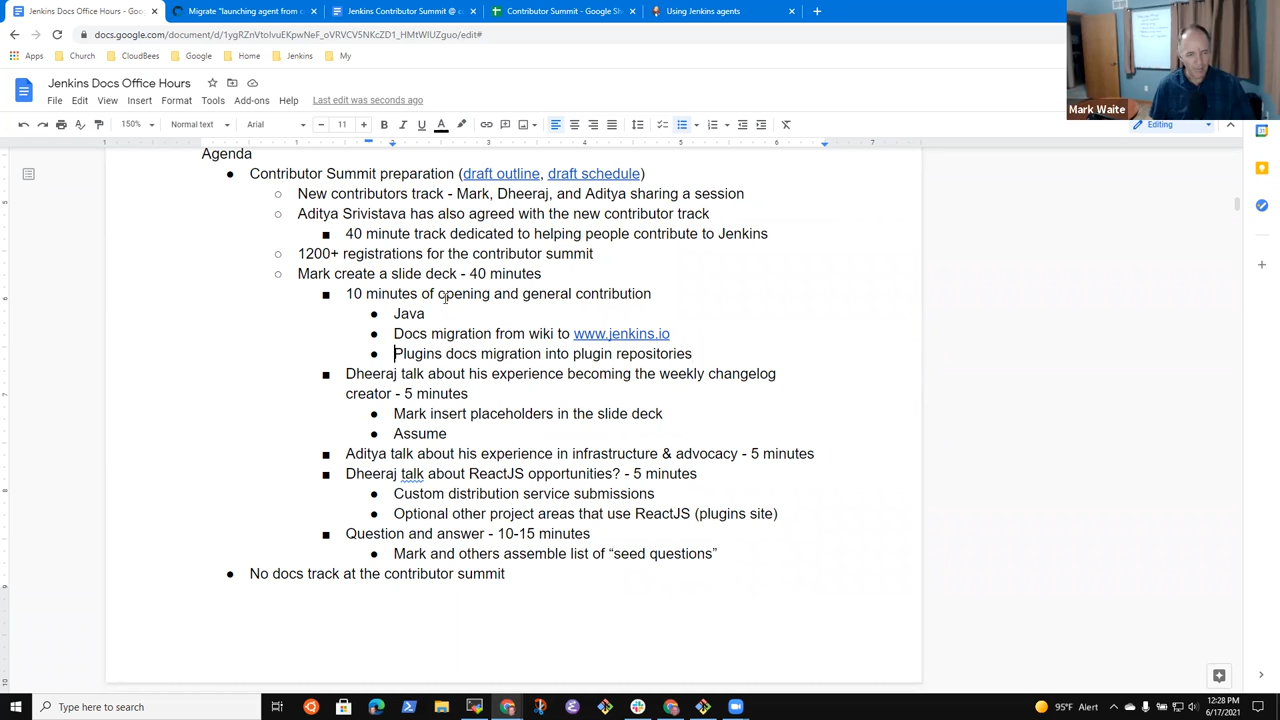 Jenkins Docs Office Hours - Goo
Migrate "launching agent from c
Jenkins Contributor Summit @ c
Contributor Summit - Google Sh
Using Jenkins agents
docs.google.com/document/d/1ygRZnVtolvuEKpwNeF_oVRVCV5NKcZD1_HMtWIUZgul0/edit#
Apps Church CloudBees Google Home Jenkins My
Jenkins Docs Office Hours
File Edit View Insert Format Tools Add-ons Help Last edit was seconds ago
150% Normal text Arial 11 Editing
Mark Waite
1 2 3 4 5 6 7
Agenda
Contributor Summit preparation (draft outline, draft schedule)
New contributors track - Mark, Dheeraj, and Aditya sharing a session
Aditya Srivistava has also agreed with the new contributor track
40 minute track dedicated to helping people contribute to Jenkins
1200+ registrations for the contributor summit
Mark create a slide deck - 40 minutes
10 minutes of opening and general contribution
Java
Docs migration from wiki to www.jenkins.io
Plugins docs migration into plugin repositories
Dheeraj talk about his experience becoming the weekly changelog
creator - 5 minutes
Mark insert placeholders in the slide deck
Assume
Aditya talk about his experience in infrastructure & advocacy - 5 minutes
Dheeraj talk about ReactJS opportunities? - 5 minutes
Custom distribution service submissions
Optional other project areas that use ReactJS (plugins site)
Question and answer - 10-15 minutes
Mark and others assemble list of “seed questions”
No docs track at the contributor summit
Type here to search
95°F Alert
12:28 PM
6/17/2021